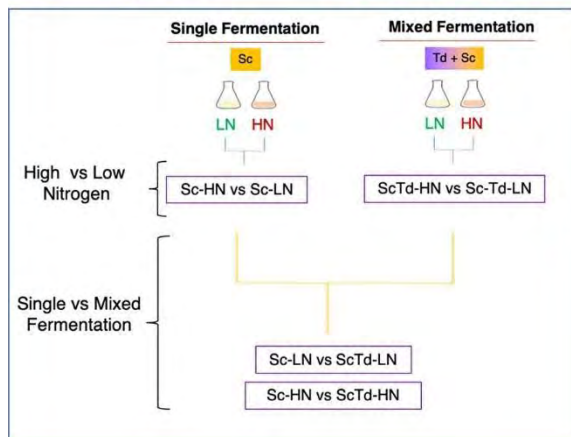 Single Fermentation
Mixed Fermentation
Sc
Td + Sc
LN HN
LN HN
High vs Low
Nitrogen
Sc-HN vs Sc-LN
ScTd-HN vs Sc-Td-LN
Single vs Mixed
Fermentation
Sc-LN vs ScTd-LN
Sc-HN vs ScTd-HN